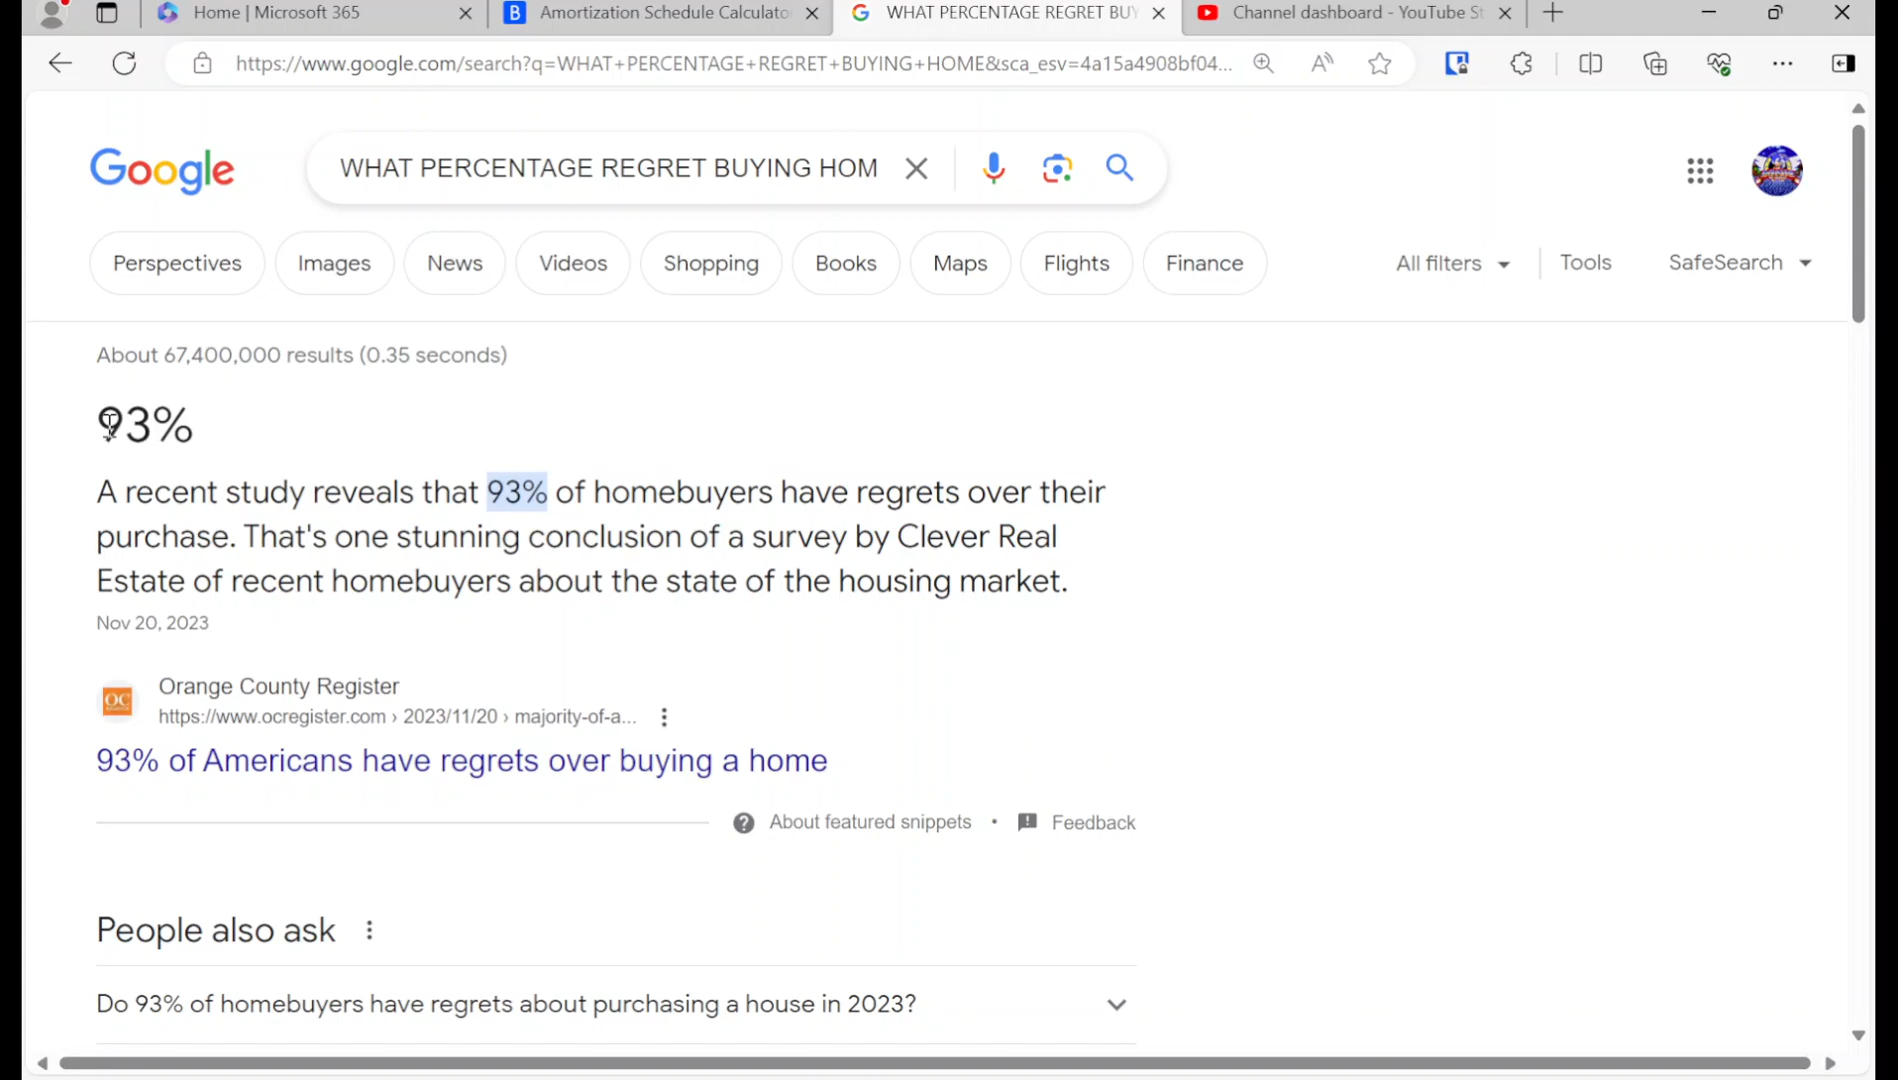 Home | Microsoft 365
B Amortization Schedule Calculato
WHAT PERCENTAGE REGRET BUY
Channel dashboard - YouTube St
https://www.google.com/search?q=WHAT+PERCENTAGE+REGRET+BUYING+HOME&sca_esv=4a15a4908bf04...
Google
WHAT PERCENTAGE REGRET BUYING HOM
Perspectives
Images
News
Videos
Shopping
Books
Maps
Flights
Finance
All filters
Tools
SafeSearch
About 67,400,000 results (0.35 seconds)
93%
A recent study reveals that 93% of homebuyers have regrets over their
purchase. That's one stunning conclusion of a survey by Clever Real
Estate of recent homebuyers about the state of the housing market.
Nov 20, 2023
OC
Orange County Register
https://www.ocregister.com › 2023/11/20 › majority-of-a...
93% of Americans have regrets over buying a home
About featured snippets • Feedback
People also ask
Do 93% of homebuyers have regrets about purchasing a house in 2023?